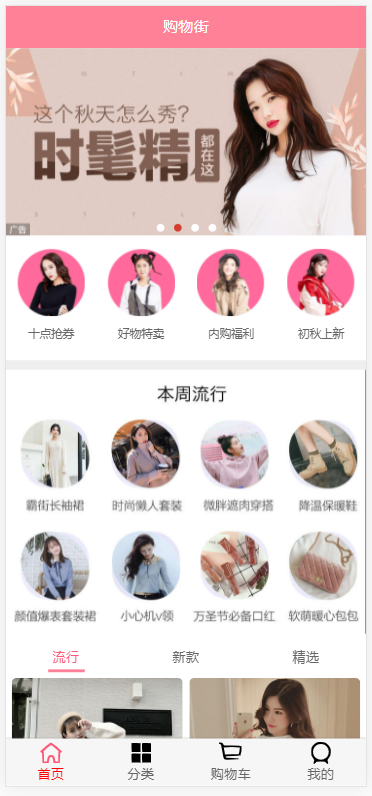 购物街
这个秋天怎么秀?
时髦精
都在这
广告
十点抢券
好物特卖
内购福利
初秋上新
本周流行
霸街长袖裙
时尚懒人套装
微胖遮肉穿搭
降温保暖鞋
颜值爆表套装裙
小心机v领
万圣节必备口红
软萌暖心包包
流行
新款
精选
首页
分类
购物车
我的